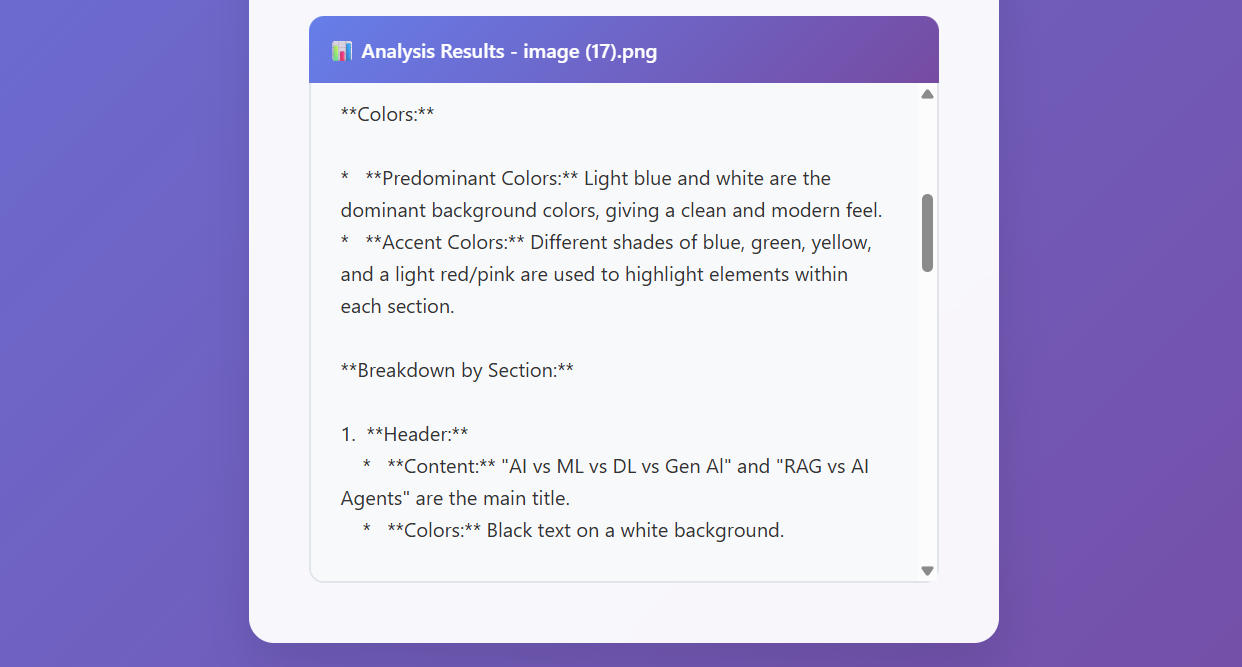 📊 Analysis Results - image (17).png
**Colors:**
*   **Predominant Colors:** Light blue and white are the
dominant background colors, giving a clean and modern feel.
*   **Accent Colors:** Different shades of blue, green, yellow,
and a light red/pink are used to highlight elements within
each section.
**Breakdown by Section:**
1.  **Header:**
    *   **Content:** "AI vs ML vs DL vs Gen Al" and "RAG vs AI
Agents" are the main title.
    *   **Colors:** Black text on a white background.